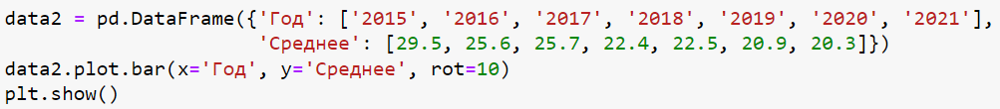 data2 = pd.DataFrame({'Год': ['2015', '2016', '2017', '2018', '2019', '2020', '2021'],
                      'Среднее': [29.5, 25.6, 25.7, 22.4, 22.5, 20.9, 20.3]})
data2.plot.bar(x='Год', y='Среднее', rot=10)
plt.show()